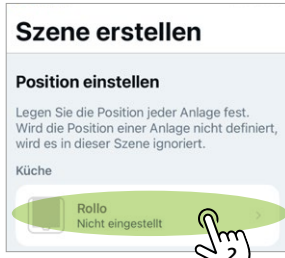 Szene erstellen
Position einstellen
Legen Sie die Position jeder Anlage fest.
Wird die Position einer Anlage nicht definiert,
wird es in dieser Szene ignoriert.
Küche
Rollo
Nicht eingestellt
2